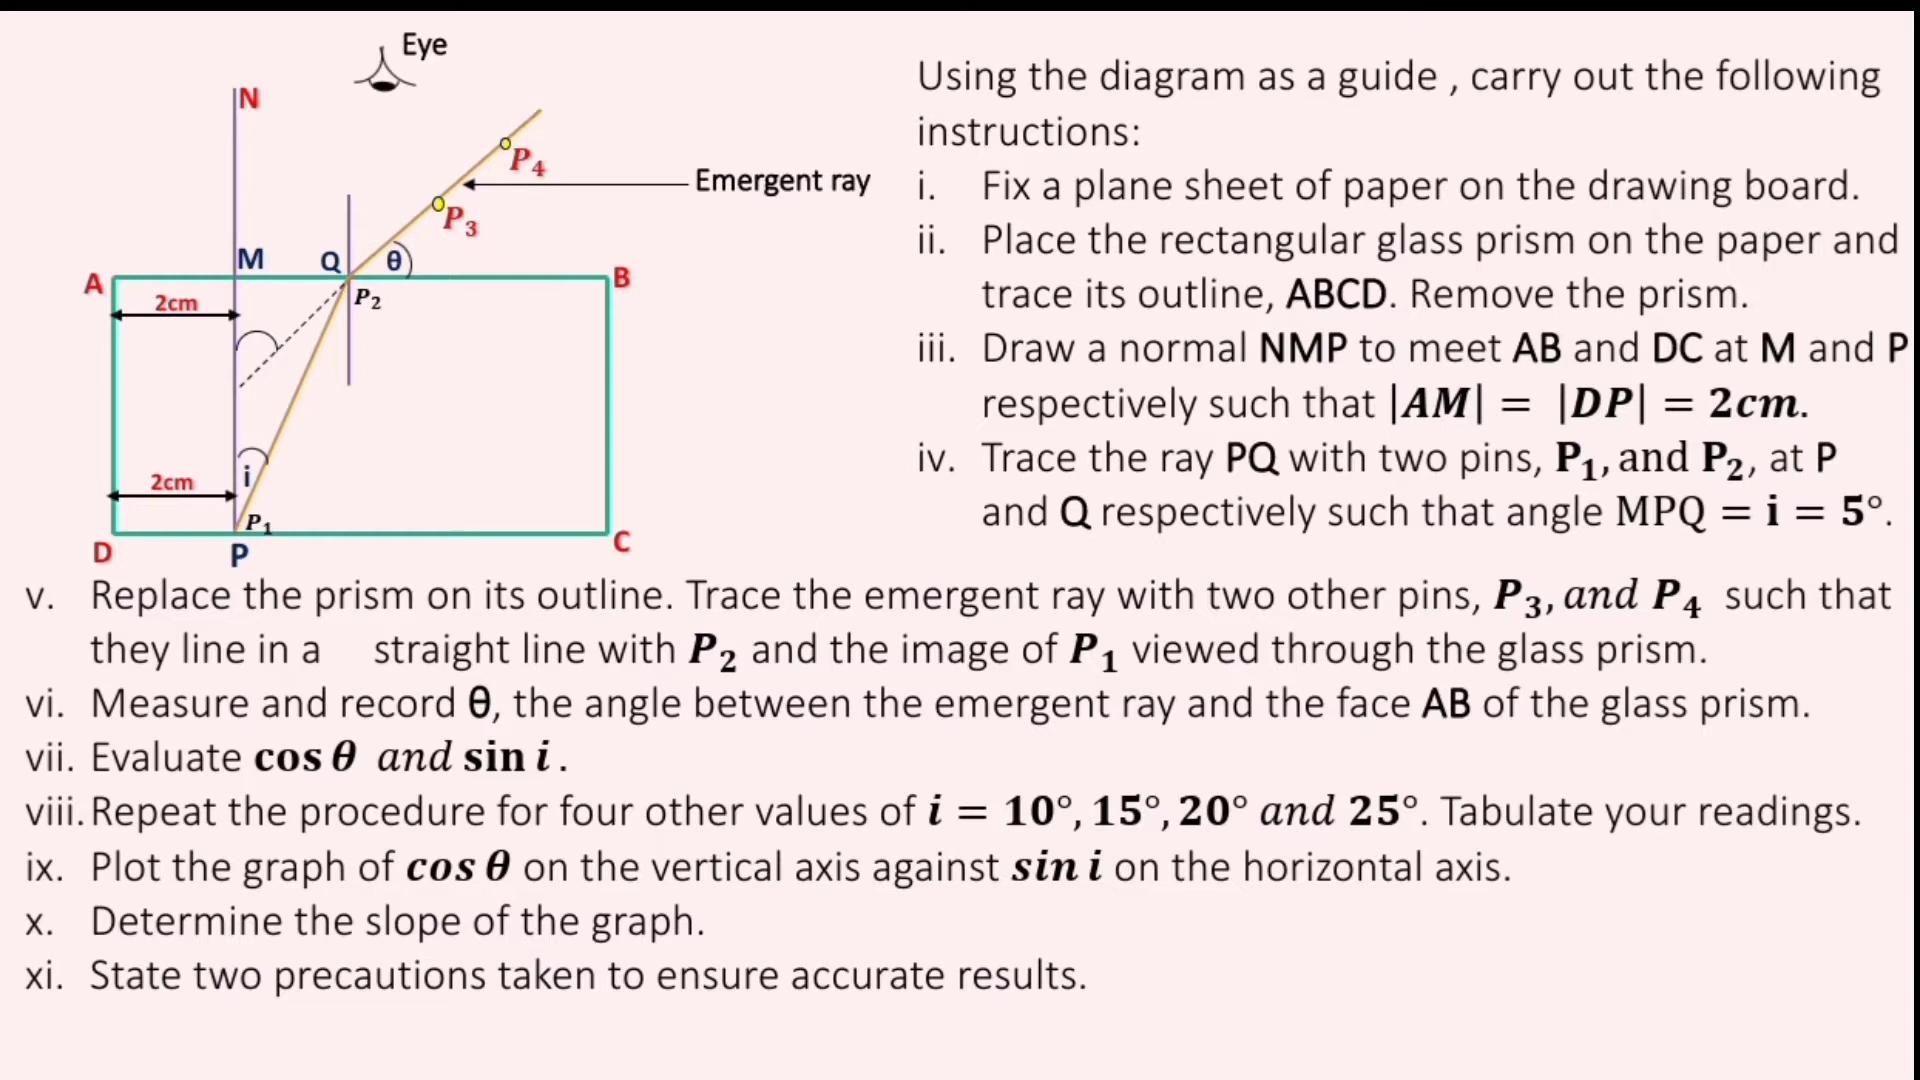 Eye
N
P4
Emergent ray
P3
M
Q
θ
A
B
2cm
P2
2cm
i
P1
D
P
C
Using the diagram as a guide , carry out the following
instructions:
i. Fix a plane sheet of paper on the drawing board.
ii. Place the rectangular glass prism on the paper and
trace its outline, ABCD. Remove the prism.
iii. Draw a normal NMP to meet AB and DC at M and P
respectively such that |AM| = |DP| = 2cm.
iv. Trace the ray PQ with two pins, P₁, and P₂, at P
and Q respectively such that angle MPQ = i = 5°.
v. Replace the prism on its outline. Trace the emergent ray with two other pins, P₃, and P₄ such that
they line in a straight line with P₂ and the image of P₁ viewed through the glass prism.
vi. Measure and record θ, the angle between the emergent ray and the face AB of the glass prism.
vii. Evaluate cos θ and sin i.
viii. Repeat the procedure for four other values of i = 10°, 15°, 20° and 25°. Tabulate your readings.
ix. Plot the graph of cos θ on the vertical axis against sin i on the horizontal axis.
x. Determine the slope of the graph.
xi. State two precautions taken to ensure accurate results.